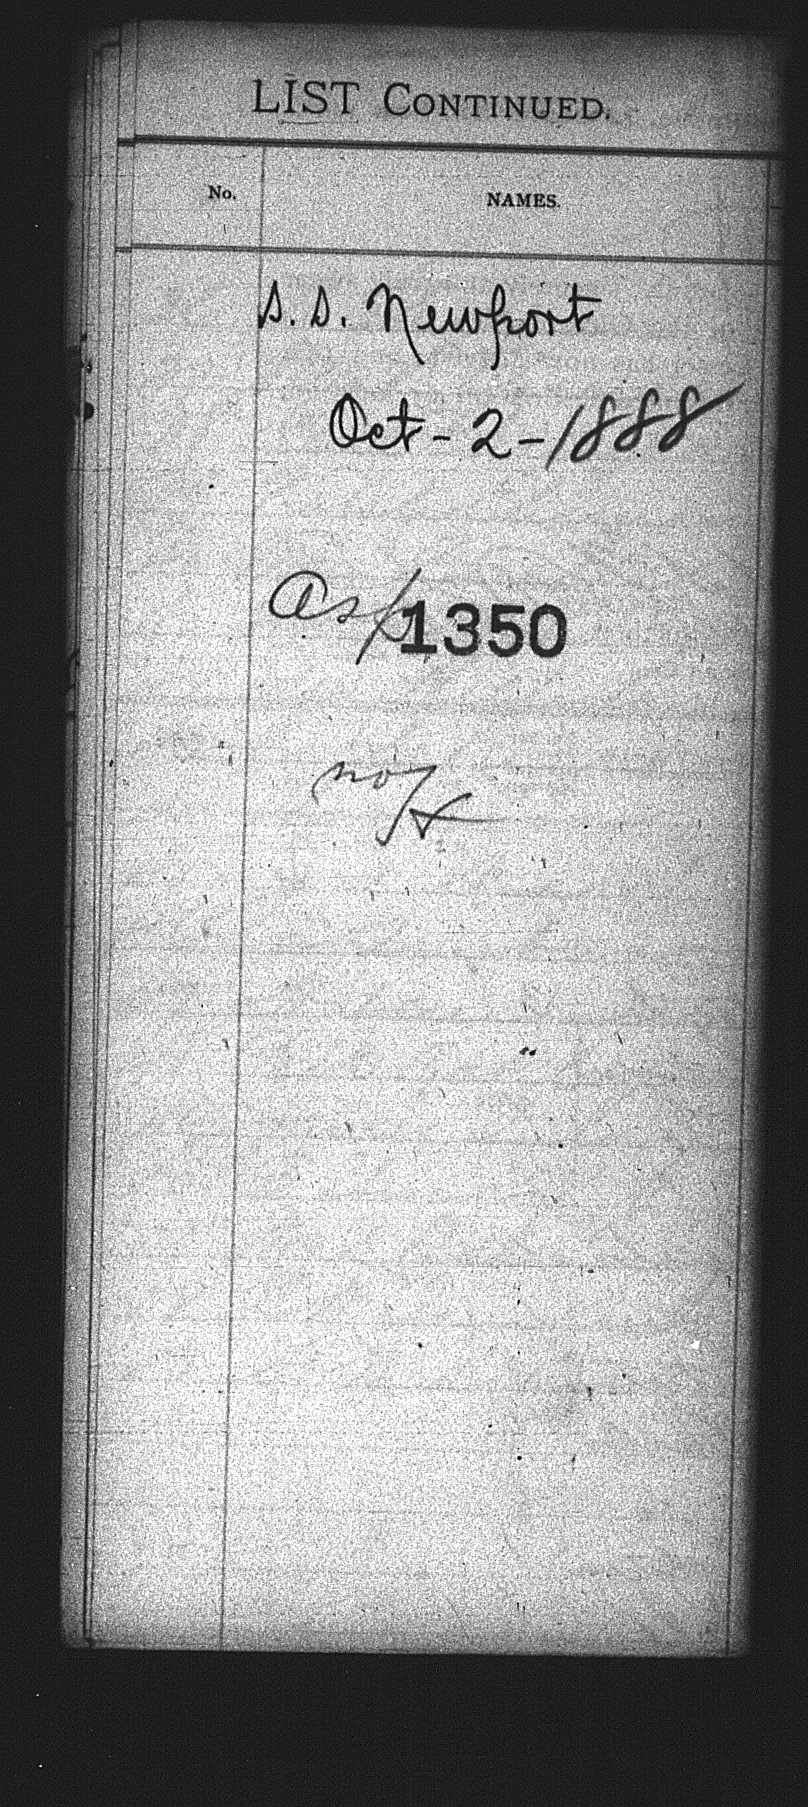 LIST CONTINUED.
No. NAMES.
S. S. Newport
Oct - 2 - 1888
1350